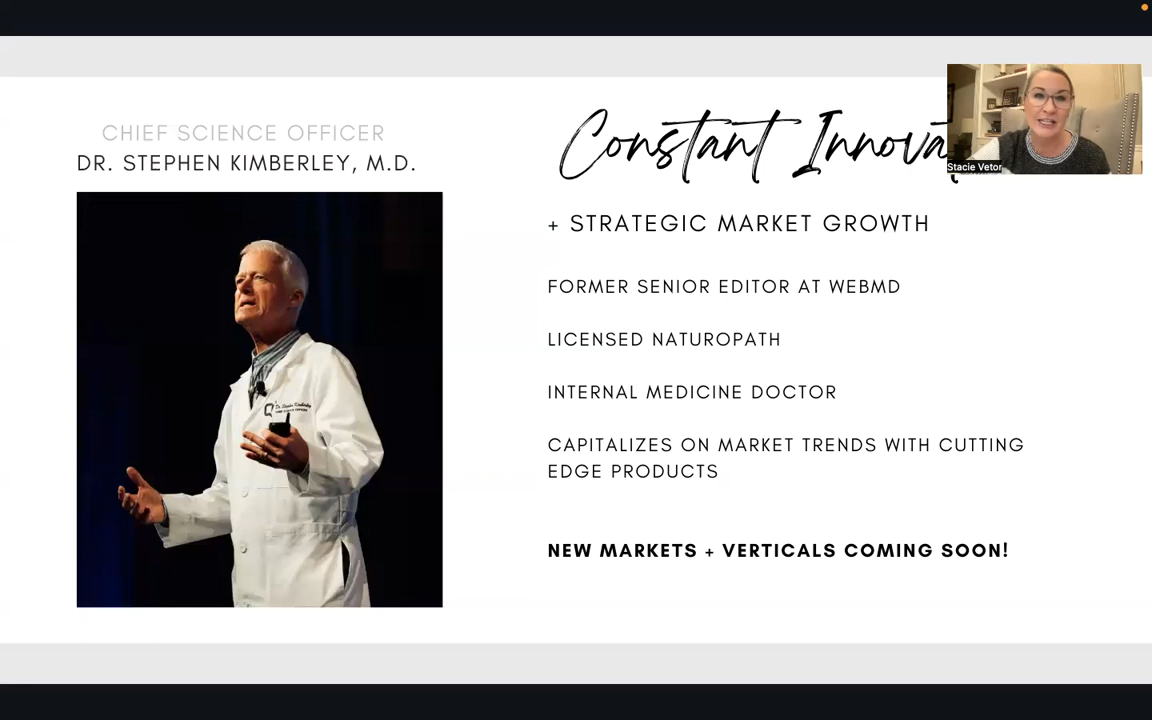 CHIEF SCIENCE OFFICER
DR. STEPHEN KIMBERLEY, M.D.
Constant Innova
Stacie Vetor
+ STRATEGIC MARKET GROWTH
FORMER SENIOR EDITOR AT WEBMD
LICENSED NATUROPATH
INTERNAL MEDICINE DOCTOR
CAPITALIZES ON MARKET TRENDS WITH CUTTING
EDGE PRODUCTS
NEW MARKETS + VERTICALS COMING SOON!